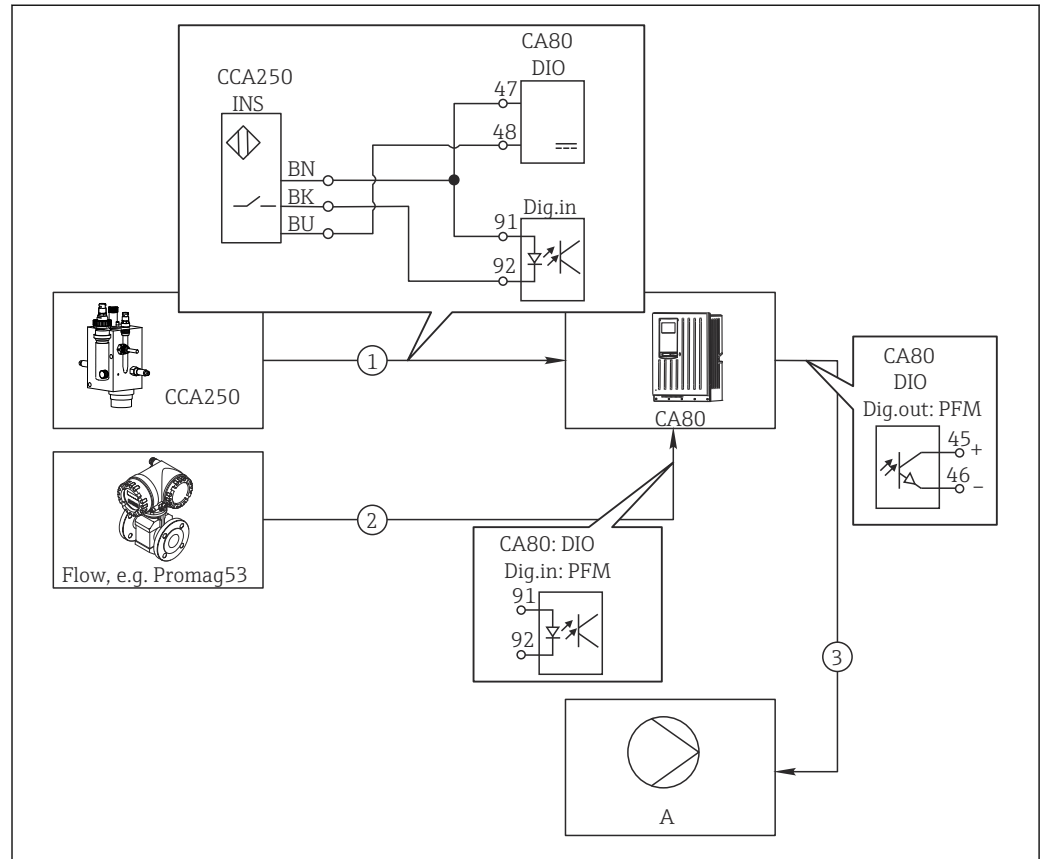 CA80
DIO
CCA250
INS
47
48
BN
BK
BU
Dig.in
91
92
1
CCA250
CA80
CA80
DIO
Dig.out: PFM
45
+
46
−
2
Flow, e.g. Promag53
CA80: DIO
Dig.in: PFM
91
92
3
A